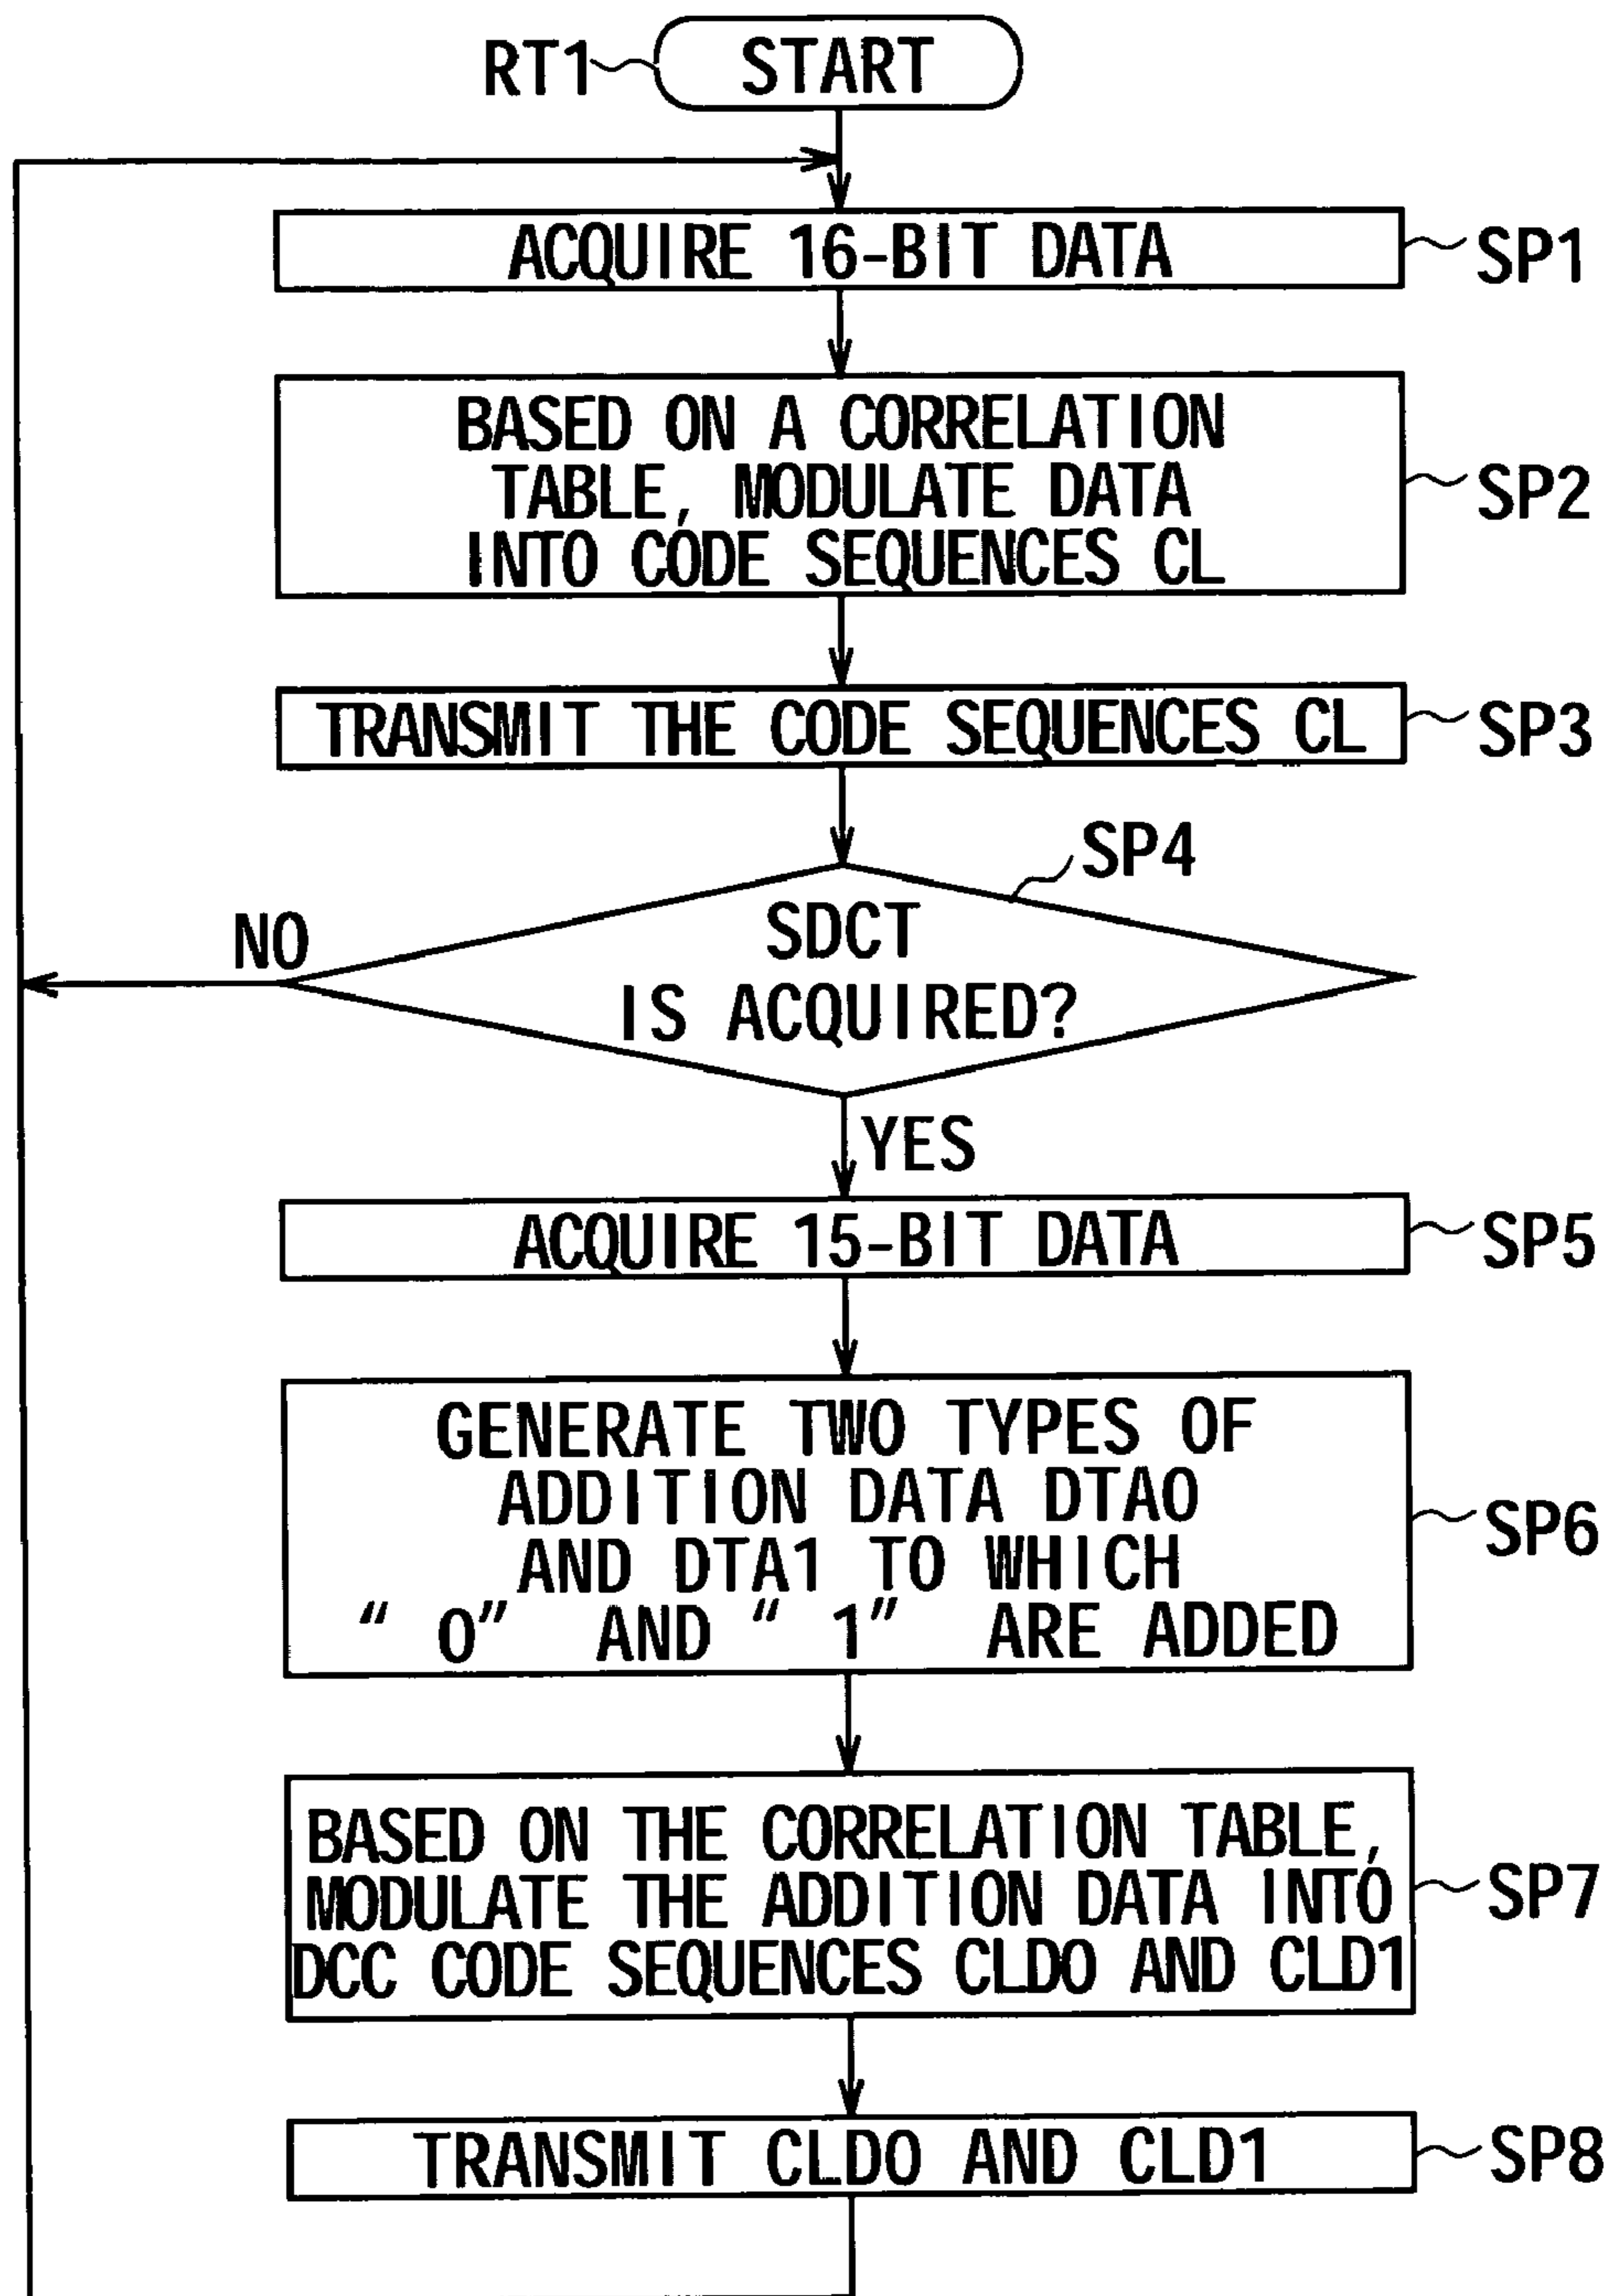 RT1
START
ACQUIRE 16-BIT DATA
SP1
BASED ON A CORRELATION
TABLE, MODULATE DATA
INTO CODE SEQUENCES CL
SP2
TRANSMIT THE CODE SEQUENCES CL
SP3
SP4
SDCT
IS ACQUIRED?
NO
YES
ACQUIRE 15-BIT DATA
SP5
GENERATE TWO TYPES OF
ADDITION DATA DTA0
AND DTA1 TO WHICH
“ 0” AND “ 1” ARE ADDED
SP6
BASED ON THE CORRELATION TABLE,
MODULATE THE ADDITION DATA INTO
DCC CODE SEQUENCES CLD0 AND CLD1
SP7
TRANSMIT CLD0 AND CLD1
SP8